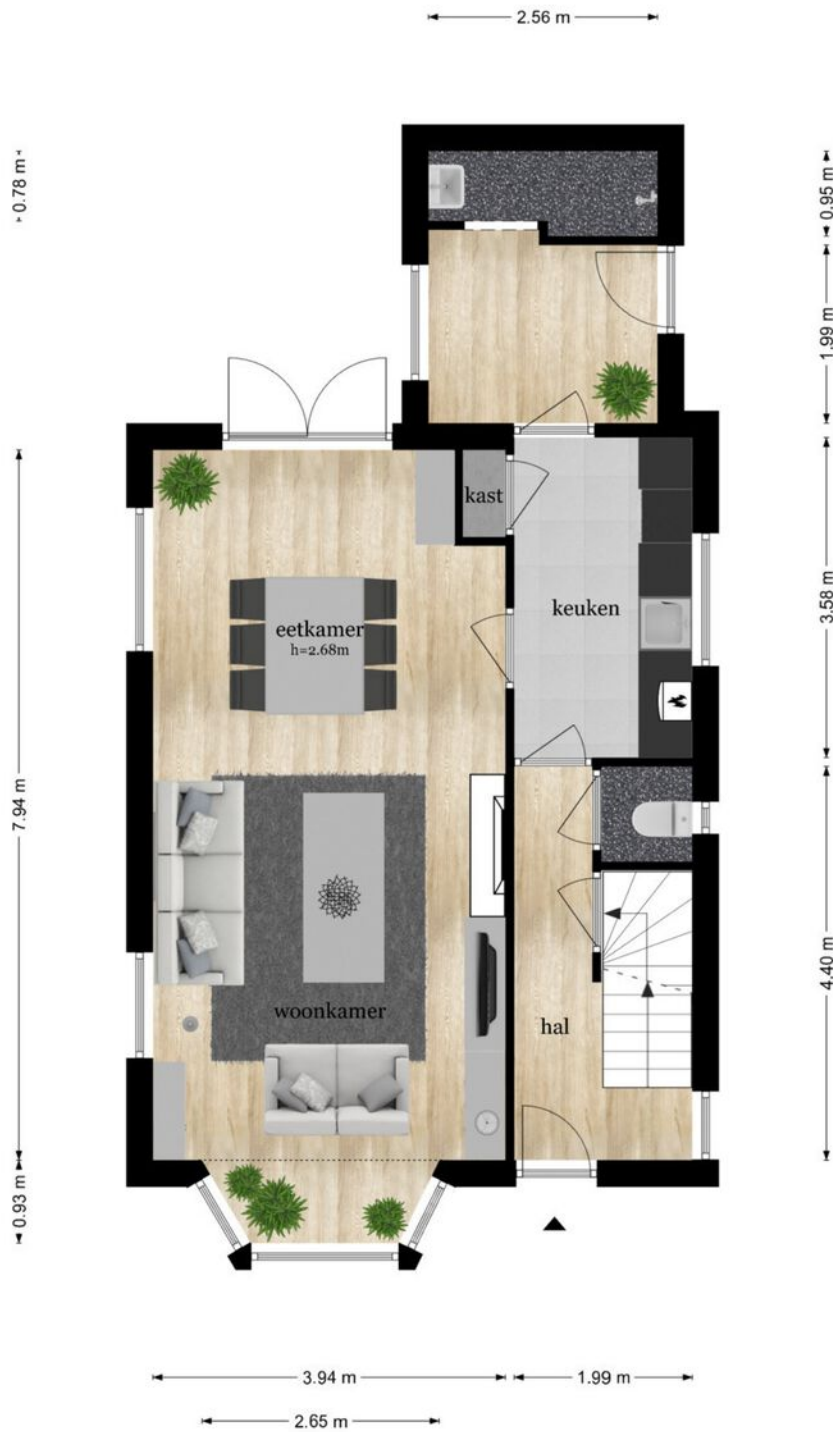 2.56 m
0.78 m
0.95 m
1.99 m
kast
keuken
eetkamer
h=2.68m
3.58 m
7.94 m
woonkamer
hal
4.40 m
0.93 m
3.94 m
1.99 m
2.65 m